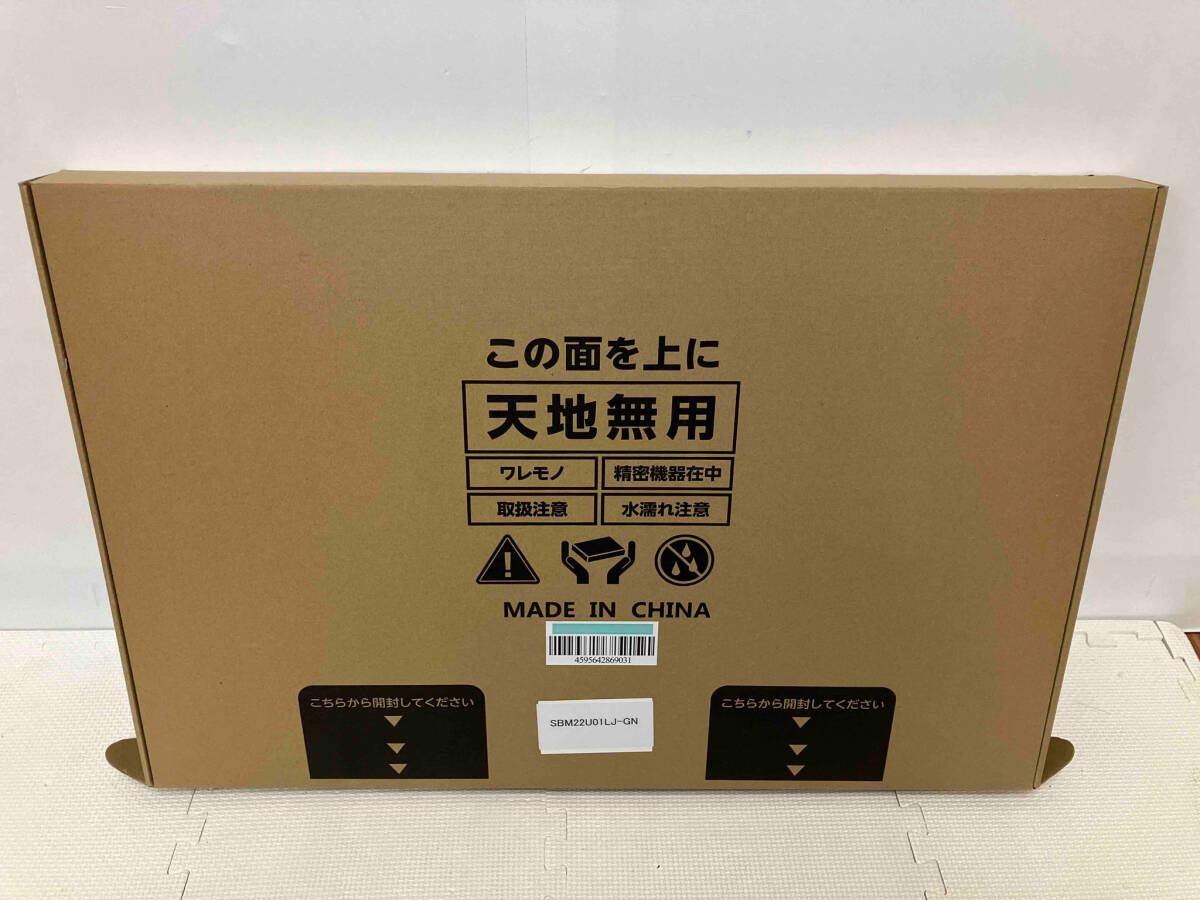 この面を上に
天地無用
ワレモノ 精密機器在中
取扱注意 水濡れ注意
MADE IN CHINA
4595642869031
こちらから開封してください
SBM22U01LJ-GN
こちらから開封してください